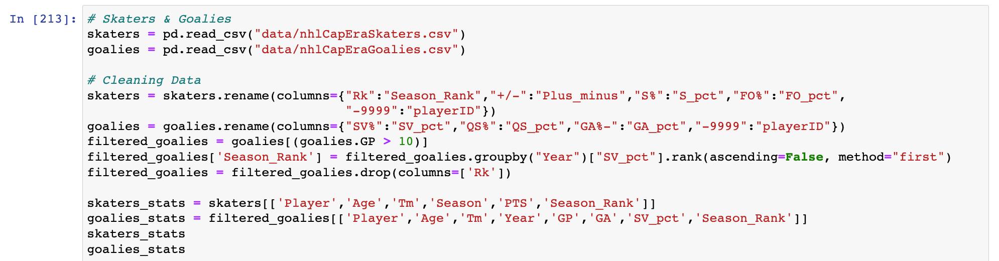 In [213]: # Skaters & Goalies
skaters = pd.read_csv("data/nhlCapEraSkaters.csv")
goalies = pd.read_csv("data/nhlCapEraGoalies.csv")
# Cleaning Data
skaters = skaters.rename(columns={"Rk":"Season_Rank","+/-":"Plus_minus","S%":"S_pct","FO%":"FO_pct",
"-9999":"playerID"})
goalies = goalies.rename(columns={"SV%":"SV_pct","QS%":"QS_pct","GA%-":"GA_pct","-9999":"playerID"})
filtered_goalies = goalies[(goalies.GP > 10)]
filtered_goalies['Season_Rank'] = filtered_goalies.groupby("Year")["SV_pct"].rank(ascending=False, method="first")
filtered_goalies = filtered_goalies.drop(columns=['Rk'])
skaters_stats = skaters[['Player','Age','Tm','Season','PTS','Season_Rank']]
goalies_stats = filtered_goalies[['Player','Age','Tm','Year','GP','GA','SV_pct','Season_Rank']]
skaters_stats
goalies_stats